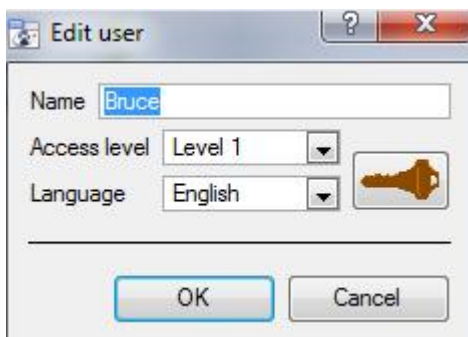 Edit user
Name Bruce
Access level Level 1
Language English
OK Cancel